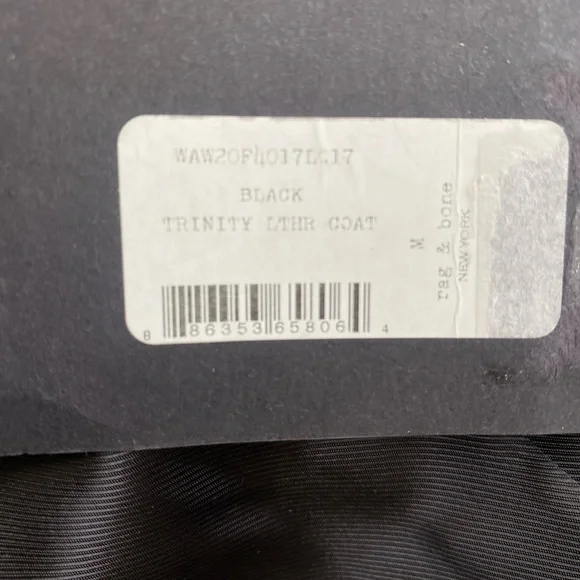 WAW20F4017LC17
BLACK
TRINITY LTHR COAT
M
rag & bone
NEW YORK
8 86353 65806 4